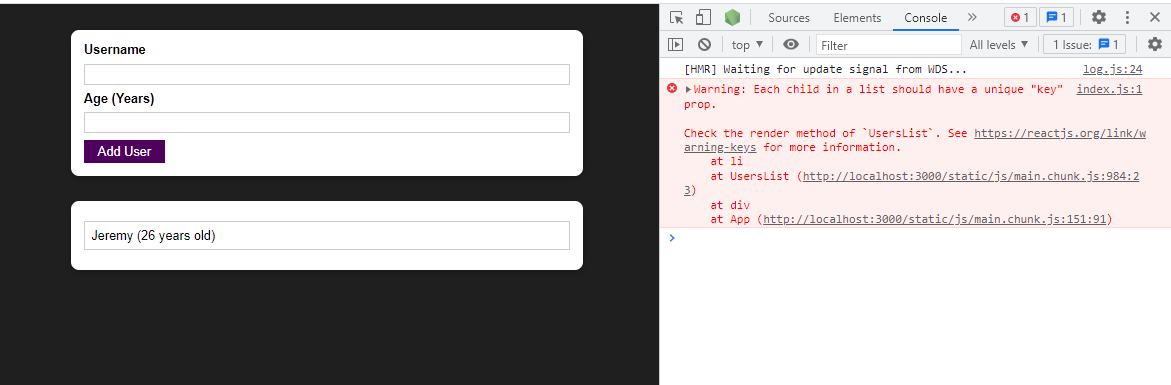 Username
Age (Years)
Add User
Jeremy (26 years old)
Sources Elements Console » 1 1
top ▼ Filter All levels ▼ 1 Issue: 1
[HMR] Waiting for update signal from WDS... log.js:24
▶Warning: Each child in a list should have a unique "key" index.js:1
prop.
Check the render method of `UsersList`. See https://reactjs.org/link/w
arning-keys for more information.
at li
at UsersList (http://localhost:3000/static/js/main.chunk.js:984:2
3)
at div
at App (http://localhost:3000/static/js/main.chunk.js:151:91)